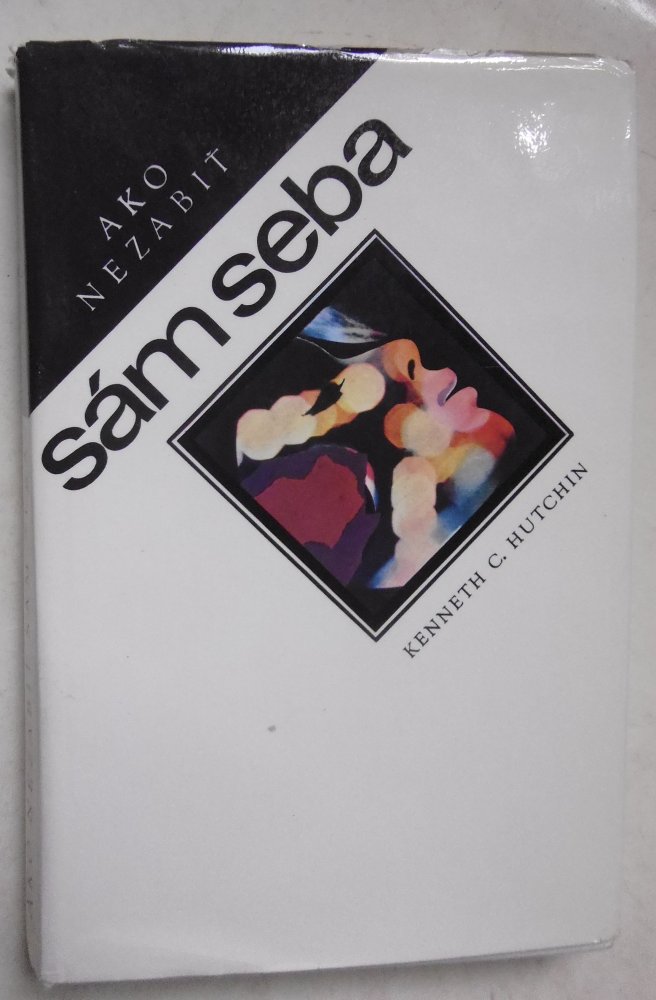 AKO
NEZABIŤ
sám seba
KENNETH C. HUTCHIN